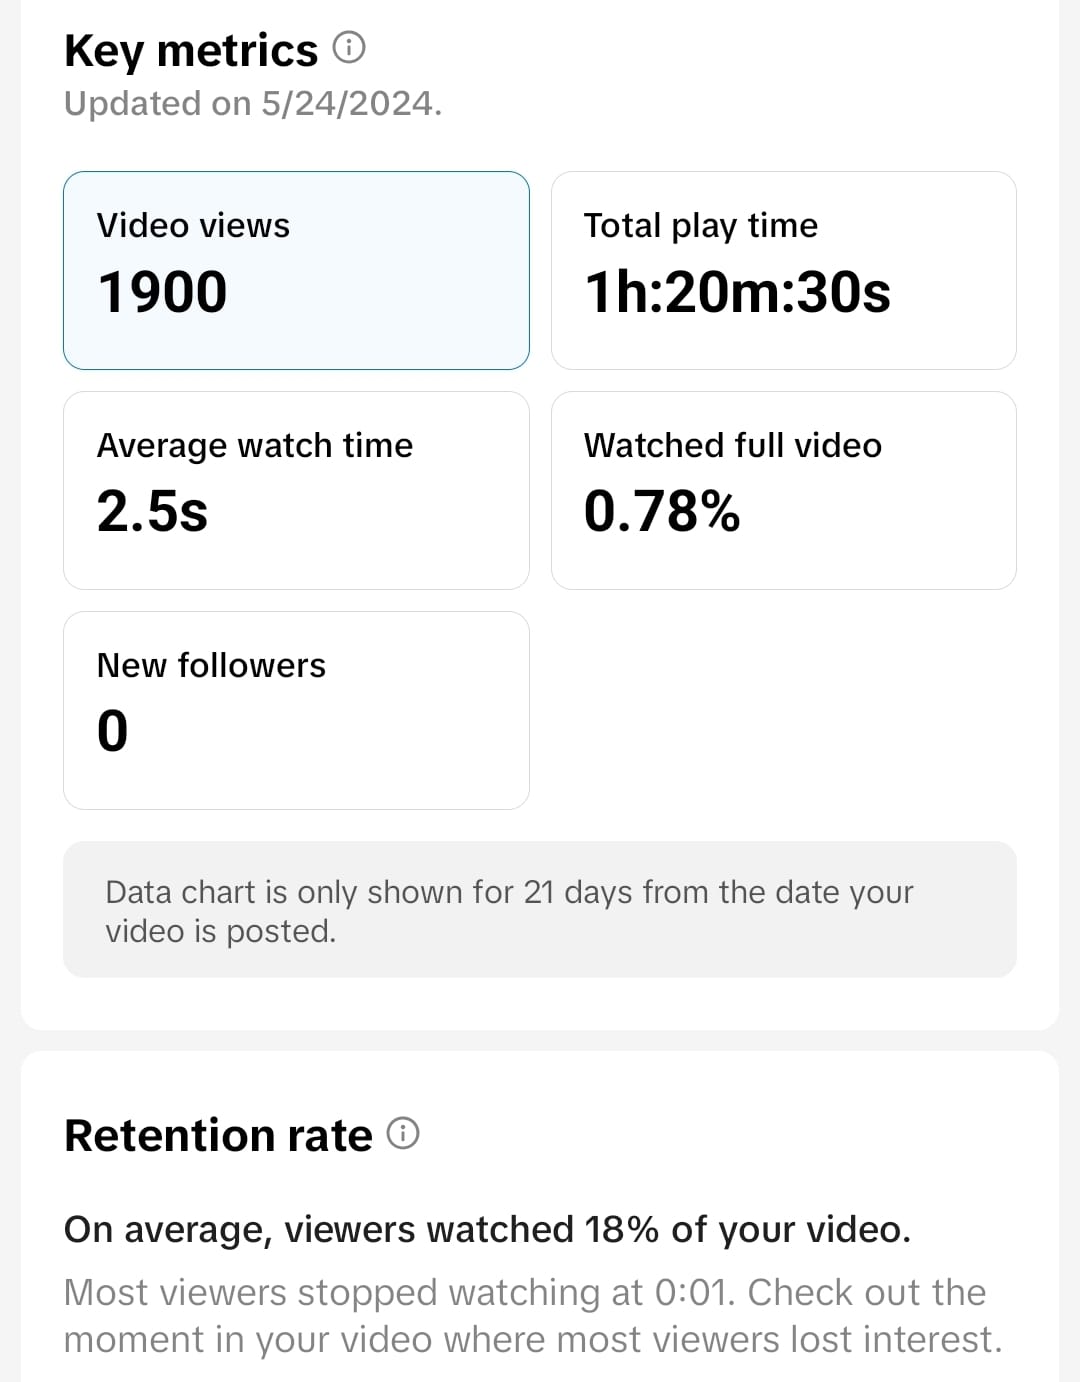 Key metrics
Updated on 5/24/2024.
Video views
1900
Total play time
1h:20m:30s
Average watch time
2.5s
Watched full video
0.78%
New followers
0
Data chart is only shown for 21 days from the date your
video is posted.
Retention rate
On average, viewers watched 18% of your video.
Most viewers stopped watching at 0:01. Check out the
moment in your video where most viewers lost interest.